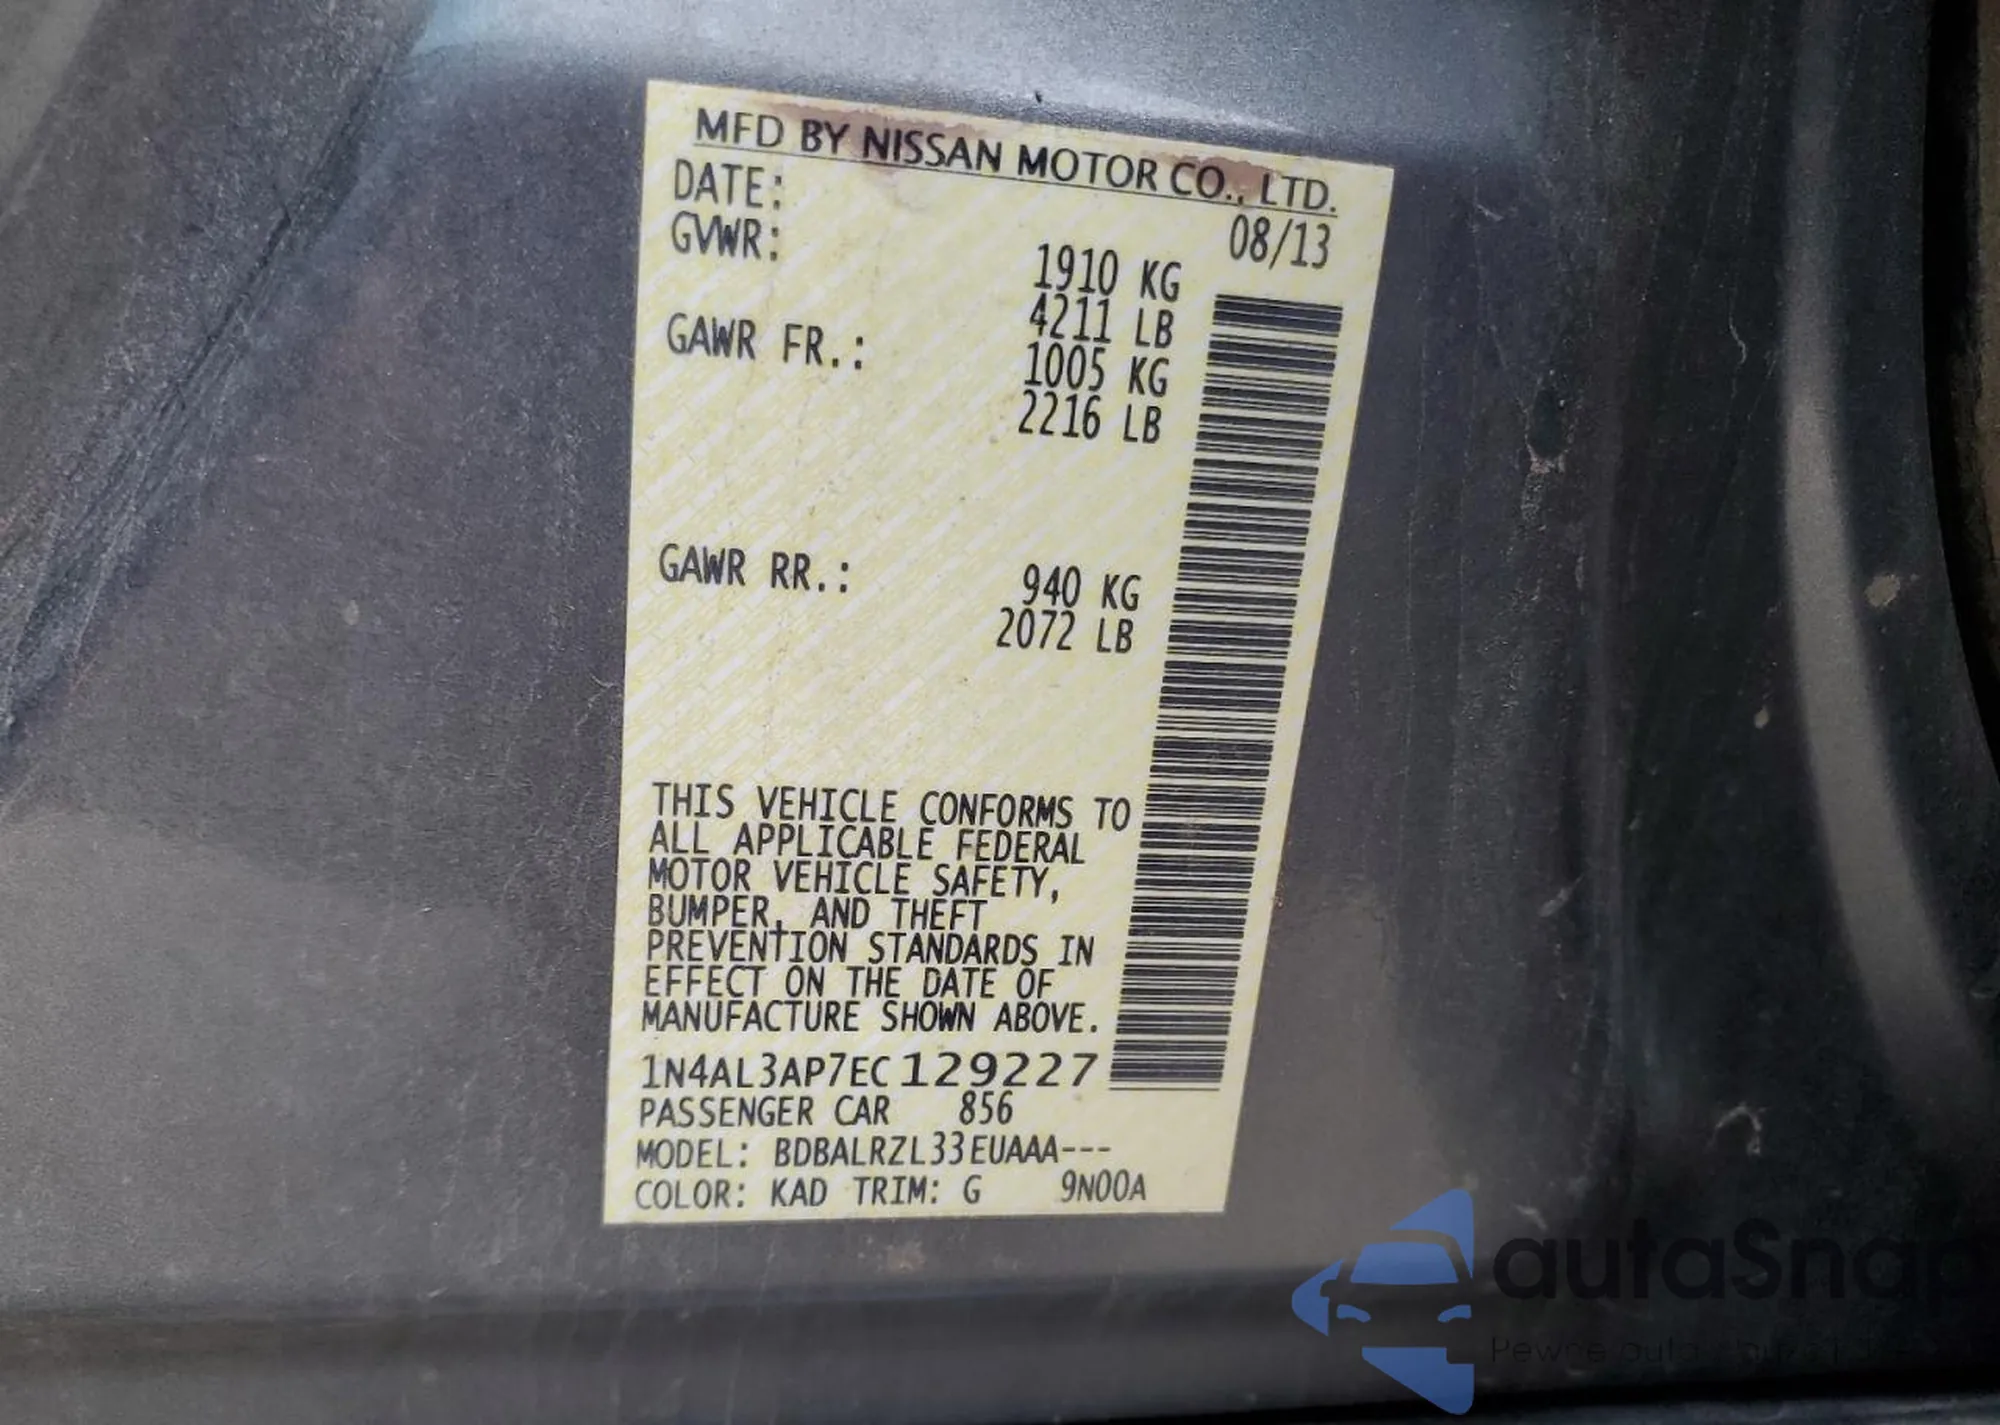 MFD BY NISSAN MOTOR CO., LTD.
DATE: 08/13
GVWR: 1910 KG
4211 LB
GAWR FR.: 1005 KG
2216 LB
GAWR RR.: 940 KG
2072 LB
THIS VEHICLE CONFORMS TO
ALL APPLICABLE FEDERAL
MOTOR VEHICLE SAFETY,
BUMPER, AND THEFT
PREVENTION STANDARDS IN
EFFECT ON THE DATE OF
MANUFACTURE SHOWN ABOVE.
1N4AL3AP7EC129227
PASSENGER CAR 856
MODEL: BDBALRZL33EUAAA---
COLOR: KAD TRIM: G 9N00A
autaSnap
Pewne auta